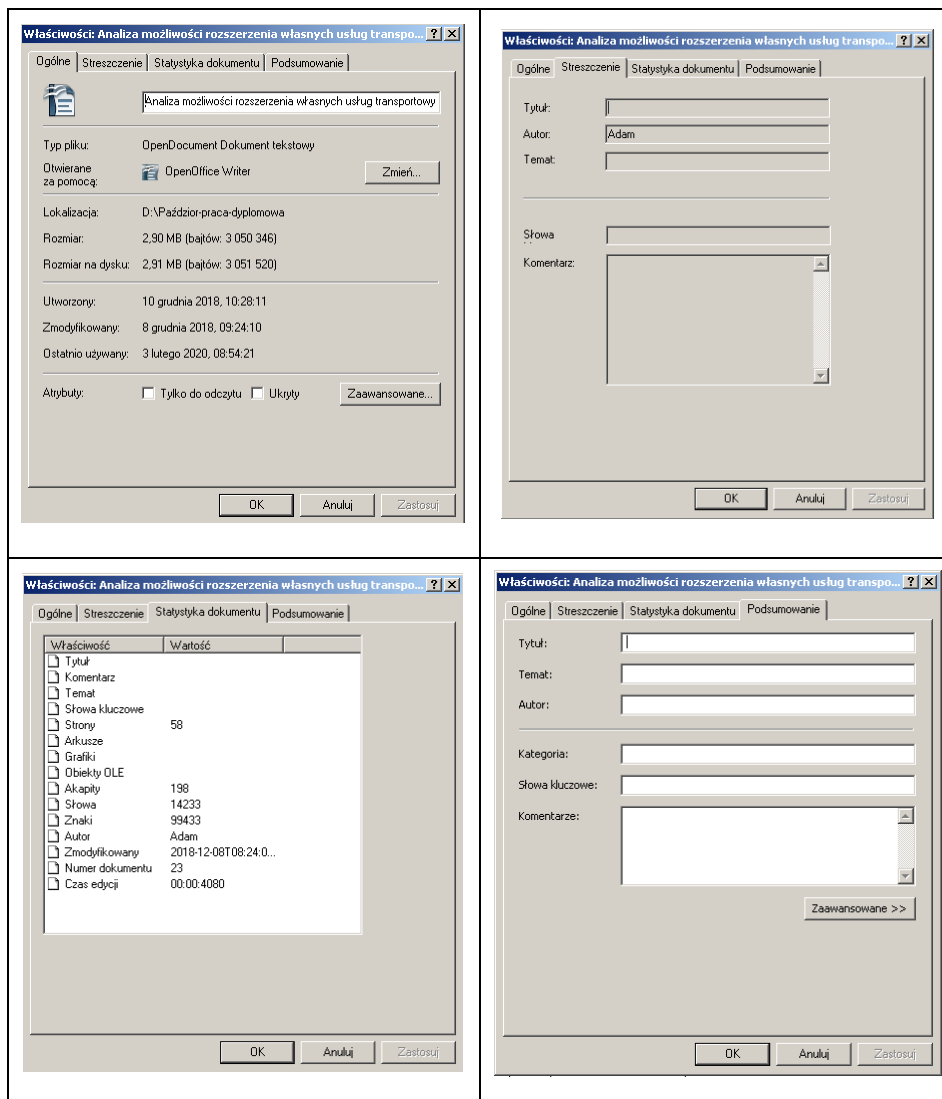 Właściwości: Analiza możliwości rozszerzenia własnych usług transpo... ? ×
Ogólne Streszczenie Statystyka dokumentu Podsumowanie
Analiza możliwości rozszerzenia własnych usług transportowy
Typ pliku: OpenDocument Dokument tekstowy
Otwierane za pomocą: OpenOffice Writer Zmień...
Lokalizacja: D:\Paździor-praca-dyplomowa
Rozmiar: 2,90 MB (bajtów: 3 050 346)
Rozmiar na dysku: 2,91 MB (bajtów: 3 051 520)
Utworzony: 10 grudnia 2018, 10:28:11
Zmodyfikowany: 8 grudnia 2018, 09:24:10
Ostatnio używany: 3 lutego 2020, 08:54:21
Atrybuty: Tylko do odczytu Ukryty Zaawansowane...
OK Anuluj Zastosuj
Właściwości: Analiza możliwości rozszerzenia własnych usług transpo... ? ×
Ogólne Streszczenie Statystyka dokumentu Podsumowanie
Tytuł:
Autor: Adam
Temat:
Słowa
Komentarz:
OK Anuluj Zastosuj
Właściwości: Analiza możliwości rozszerzenia własnych usług transpo... ? ×
Ogólne Streszczenie Statystyka dokumentu Podsumowanie
Właściwość Wartość
Tytuł
Komentarz
Temat
Słowa kluczowe
Strony 58
Arkusze
Grafiki
Obiekty OLE
Akapity 198
Słowa 14233
Znaki 99433
Autor Adam
Zmodyfikowany 2018-12-08T08:24:0...
Numer dokumentu 23
Czas edycji 00:00:4080
OK Anuluj Zastosuj
Właściwości: Analiza możliwości rozszerzenia własnych usług transpo... ? ×
Ogólne Streszczenie Statystyka dokumentu Podsumowanie
Tytuł:
Temat:
Autor:
Kategoria:
Słowa kluczowe:
Komentarze:
Zaawansowane >>
OK Anuluj Zastosuj